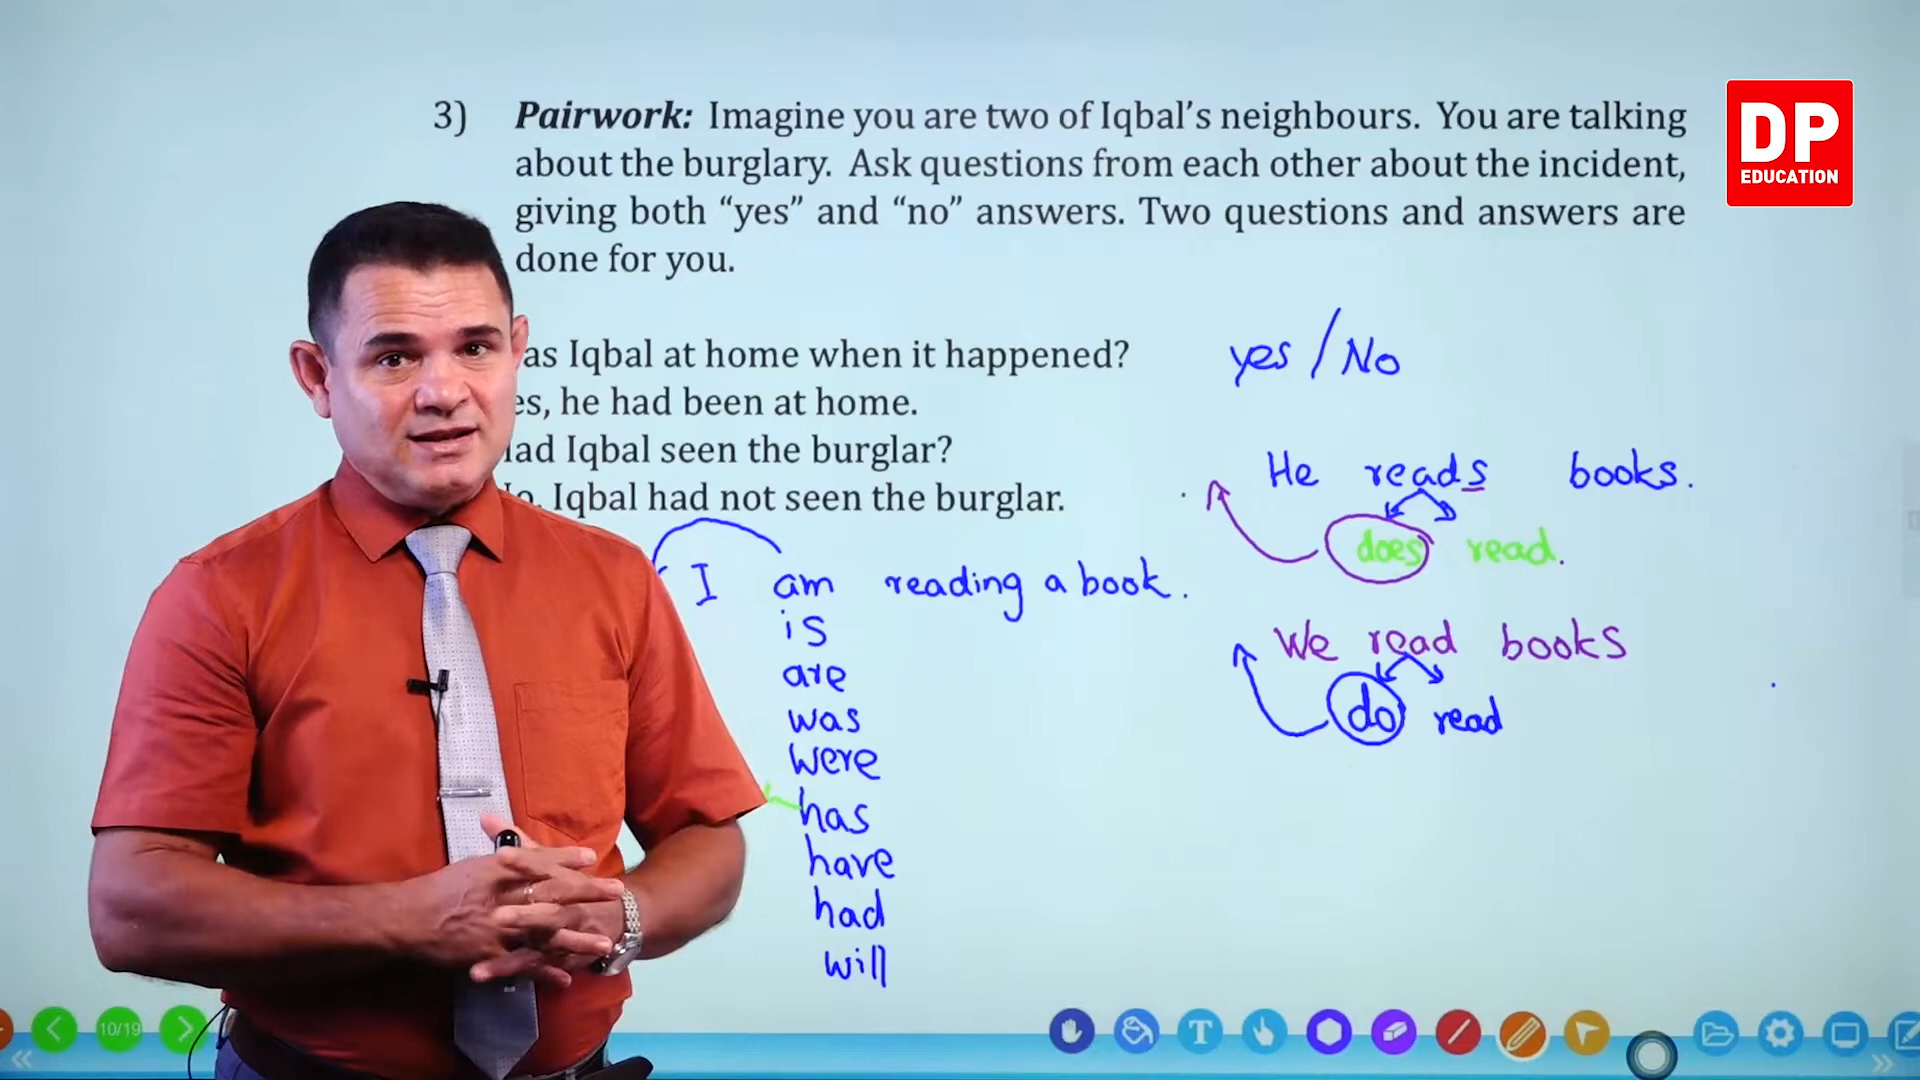 3) Pairwork: Imagine you are two of Iqbal's neighbours. You are talking
about the burglary. Ask questions from each other about the incident,
giving both “yes” and “no” answers. Two questions and answers are
done for you.
DP
EDUCATION
as Iqbal at home when it happened?
es, he had been at home.
ad Iqbal seen the burglar?
o, Iqbal had not seen the burglar.
yes / No
He reads books.
does read.
We read books
do read
I am reading a book.
is
are
was
were
has
have
had
will
10/19
T